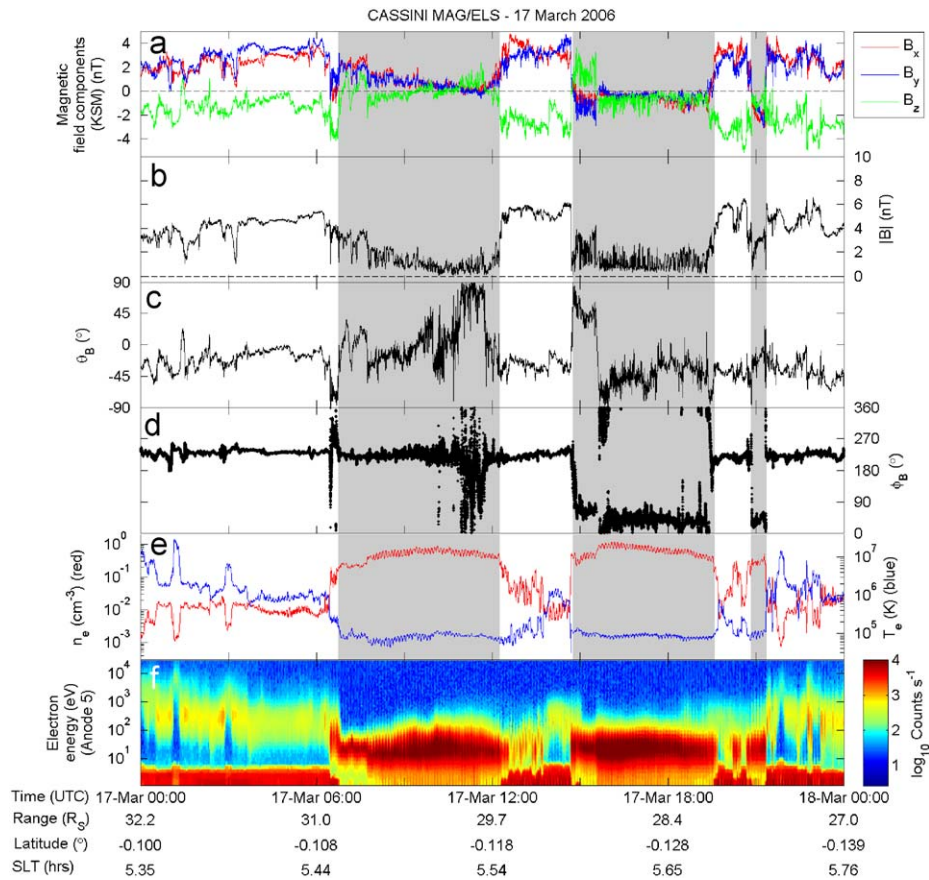 CASSINI MAG/ELS - 17 March 2006
a
Magnetic
field components
(KSM) (nT)
4
2
0
-2
-4
Bx
By
Bz
b
10
8
6
4
2
0
|B| (nT)
c
90
45
0
-45
-90
θB (°)
d
360
270
180
90
0
ϕB (°)
e
10^0
10^-1
10^-2
10^-3
ne (cm-3) (red)
10^7
10^6
10^5
Te (K) (blue)
f
10^4
10^3
10^2
10^1
Electron
energy (eV)
(Anode 5)
4
3
2
1
log10 Counts s-1
Time (UTC) 17-Mar 00:00 17-Mar 06:00 17-Mar 12:00 17-Mar 18:00 18-Mar 00:00
Range (RS) 32.2 31.0 29.7 28.4 27.0
Latitude (°) -0.100 -0.108 -0.118 -0.128 -0.139
SLT (hrs) 5.35 5.44 5.54 5.65 5.76